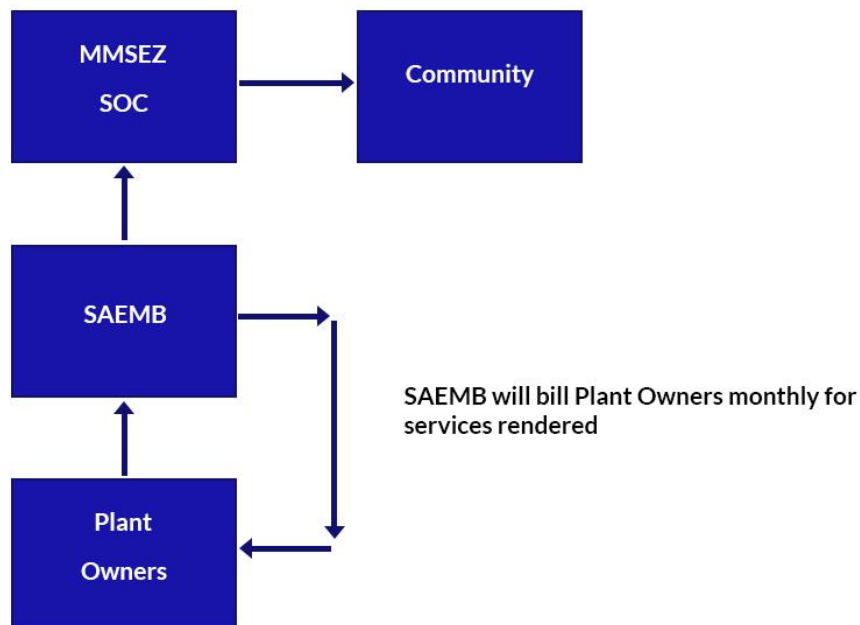 MMSEZ
SOC
Community
SAEMB
SAEMB will bill Plant Owners monthly for
services rendered
Plant
Owners